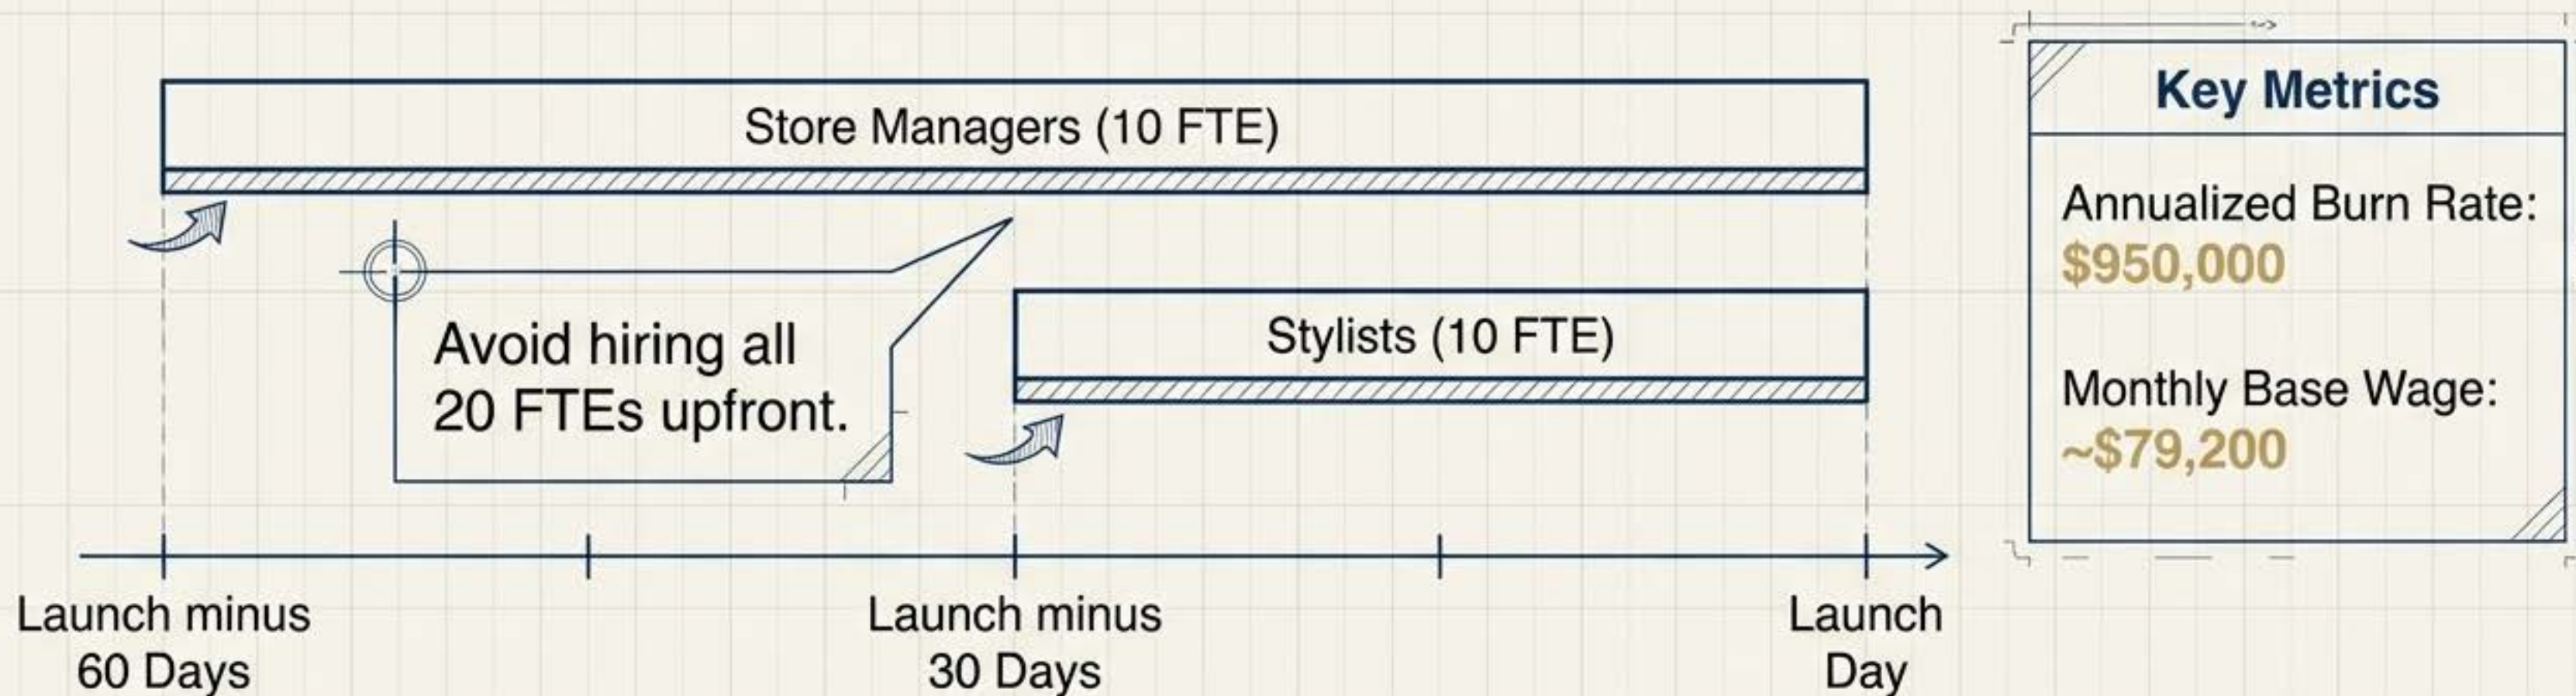 Store Managers (10 FTE)
Avoid hiring all
20 FTEs upfront.
Stylists (10 FTE)
Launch minus
60 Days
Launch minus
30 Days
Launch
Day
Key Metrics
Annualized Burn Rate:
$950,000
Monthly Base Wage:
~$79,200